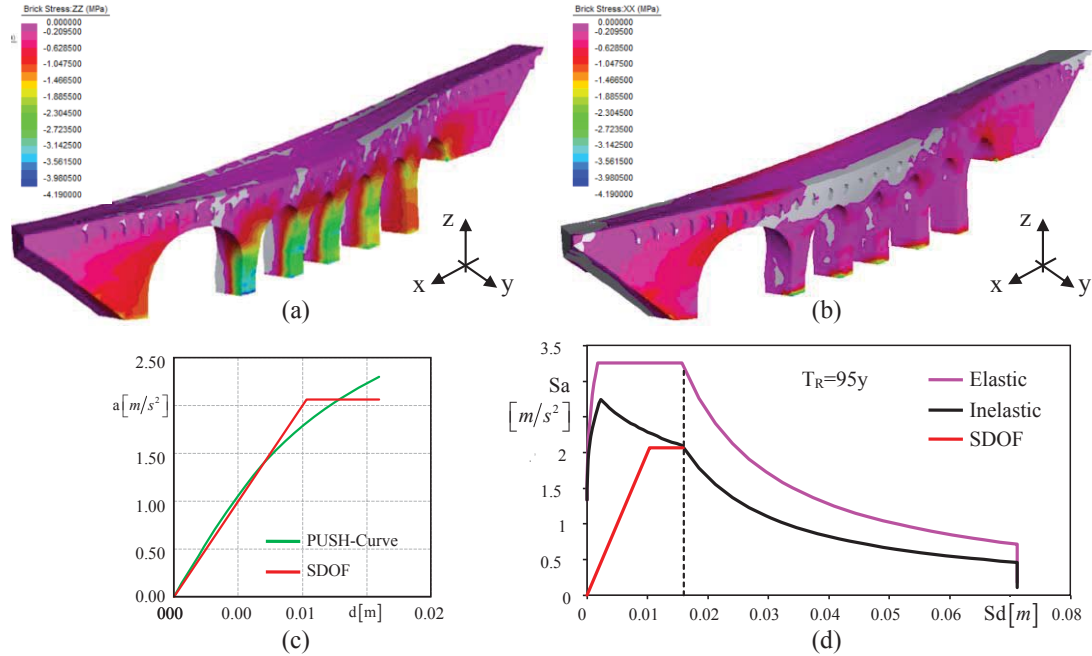 Brick Stress:ZZ (MPa)
0.000000
-0.209500
-0.628500
-1.047500
-1.466500
-1.885500
-2.304500
-2.723500
-3.142500
-3.561500
-3.980500
-4.190000
z
x
y
(a)
Brick Stress:XX (MPa)
0.000000
-0.209500
-0.628500
-1.047500
-1.466500
-1.885500
-2.304500
-2.723500
-3.142500
-3.561500
-3.980500
-4.190000
z
x
y
(b)
2.50
a[m/s²]
1.50
1.00
0.50
0.00
PUSH-Curve
SDOF
0.00
0.01
d[m]
0.02
(c)
3.5
Sa
3
[m/s²]
2.5
2
1.5
1
0.5
0
T_R=95y
Elastic
Inelastic
SDOF
0
0.01
0.02
0.03
0.04
0.05
0.06
0.07
0.08
Sd[m]
(d)